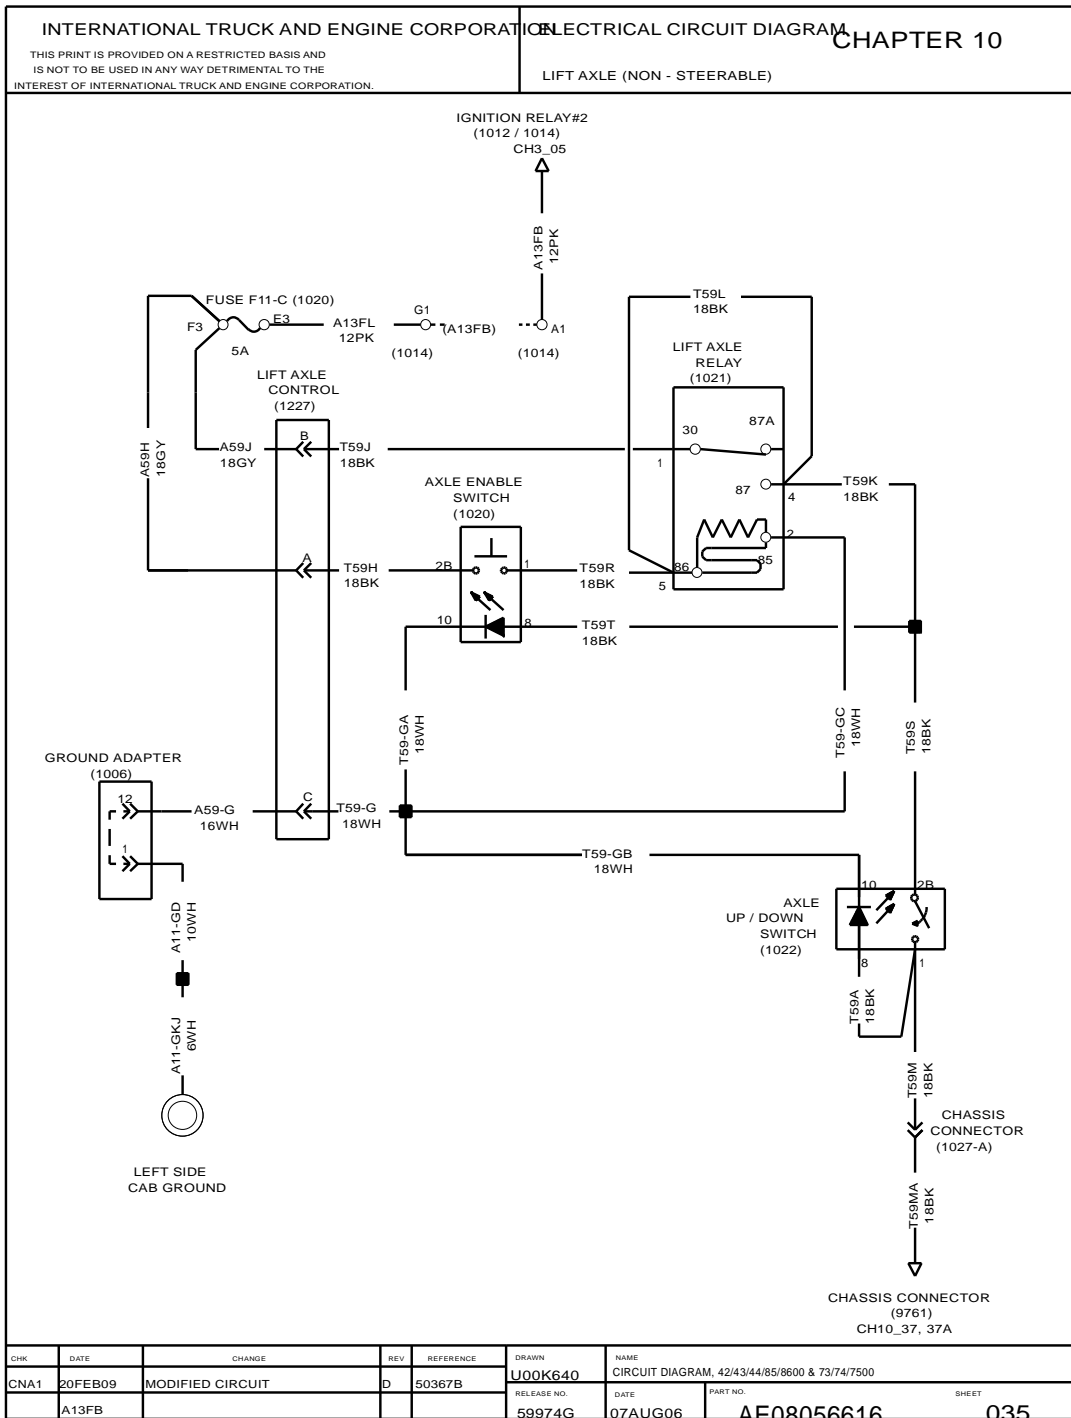 INTERNATIONAL TRUCK AND ENGINE CORPORATION
ELECTRICAL CIRCUIT DIAGRAM
CHAPTER 10
THIS PRINT IS PROVIDED ON A RESTRICTED BASIS AND
IS NOT TO BE USED IN ANY WAY DETRIMENTAL TO THE
INTEREST OF INTERNATIONAL TRUCK AND ENGINE CORPORATION.
LIFT AXLE (NON - STEERABLE)
IGNITION RELAY#2
(1012 / 1014)
CH3_05
A13FB
12PK
FUSE F11-C (1020)
F3
E3
5A
A13FL
12PK
G1
(A13FB)
(1014)
A1
(1014)
T59L
18BK
LIFT AXLE
RELAY
(1021)
LIFT AXLE
CONTROL
(1227)
A59H
18GY
A59J
18GY
B
T59J
18BK
1
30
87A
87
4
T59K
18BK
AXLE ENABLE
SWITCH
(1020)
A
T59H
18BK
2B
1
T59R
18BK
86
5
85
2
10
8
T59T
18BK
T59-GA
18WH
T59-GC
18WH
T59S
18BK
GROUND ADAPTER
(1006)
12
1
A59-G
16WH
C
T59-G
18WH
T59-GB
18WH
A11-GD
10WH
A11-GKJ
6WH
LEFT SIDE
CAB GROUND
AXLE
UP / DOWN
SWITCH
(1022)
10
2B
8
1
T59A
18BK
T59M
18BK
CHASSIS
CONNECTOR
(1027-A)
T59MA
18BK
CHASSIS CONNECTOR
(9761)
CH10_37, 37A
CHK DATE CHANGE REV REFERENCE
CNA1 20FEB09 MODIFIED CIRCUIT D 50367B
A13FB
DRAWN
U00K640
NAME
CIRCUIT DIAGRAM, 42/43/44/85/8600 & 73/74/7500
RELEASE NO.
59974G
DATE
07AUG06
PART NO.
AE08056616
SHEET
035